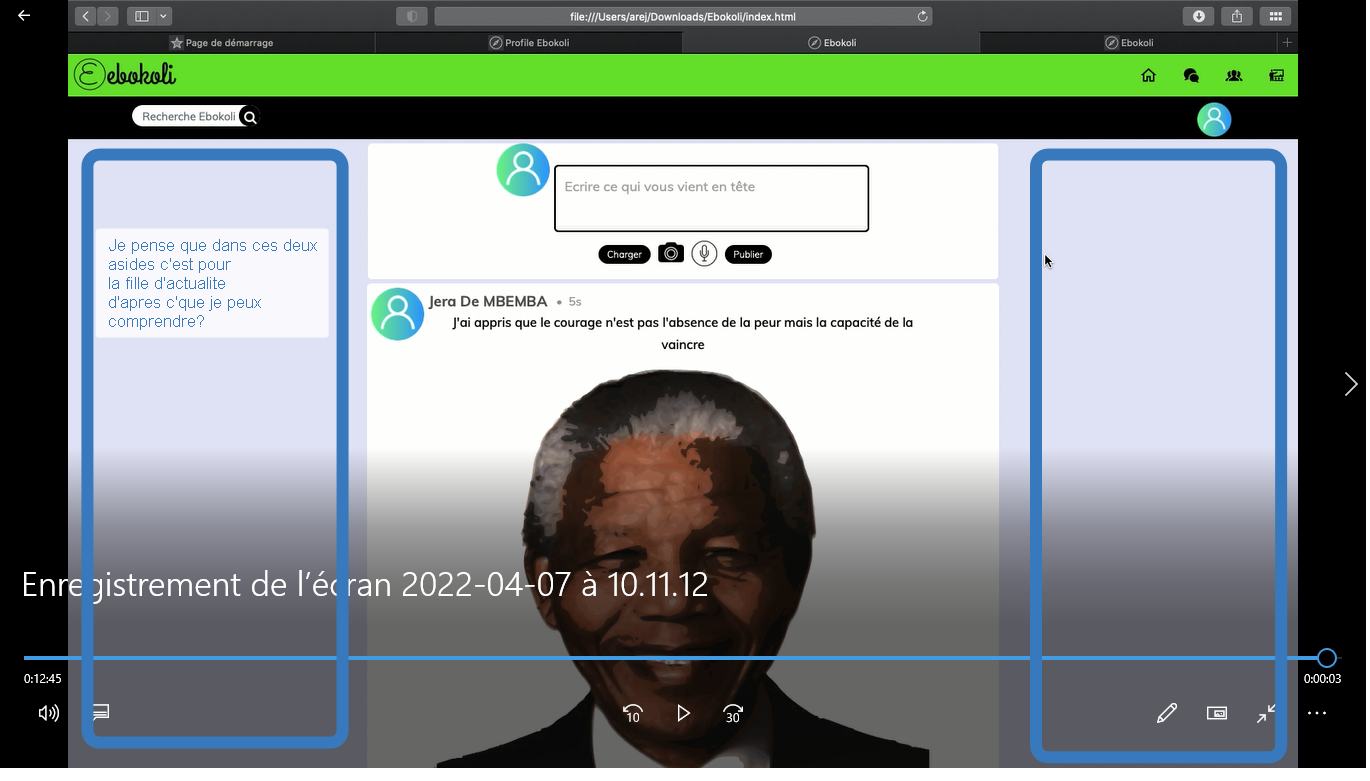 file:///Users/arej/Downloads/Ebokoli/index.html
Page de démarrage
Profile Ebokoli
Ebokoli
Ebokoli
ebokoli
Recherche Ebokoli
Ecrire ce qui vous vient en tête
Charger
Publier
Je pense que dans ces deux
asides c'est pour
la fille d'actualite
d'apres c'que je peux
comprendre?
Jera De MBEMBA • 5s
J'ai appris que le courage n'est pas l'absence de la peur mais la capacité de la
vaincre
Enregistrement de l’écran 2022-04-07 à 10.11.12
0:12:45
0:00:03
10
30